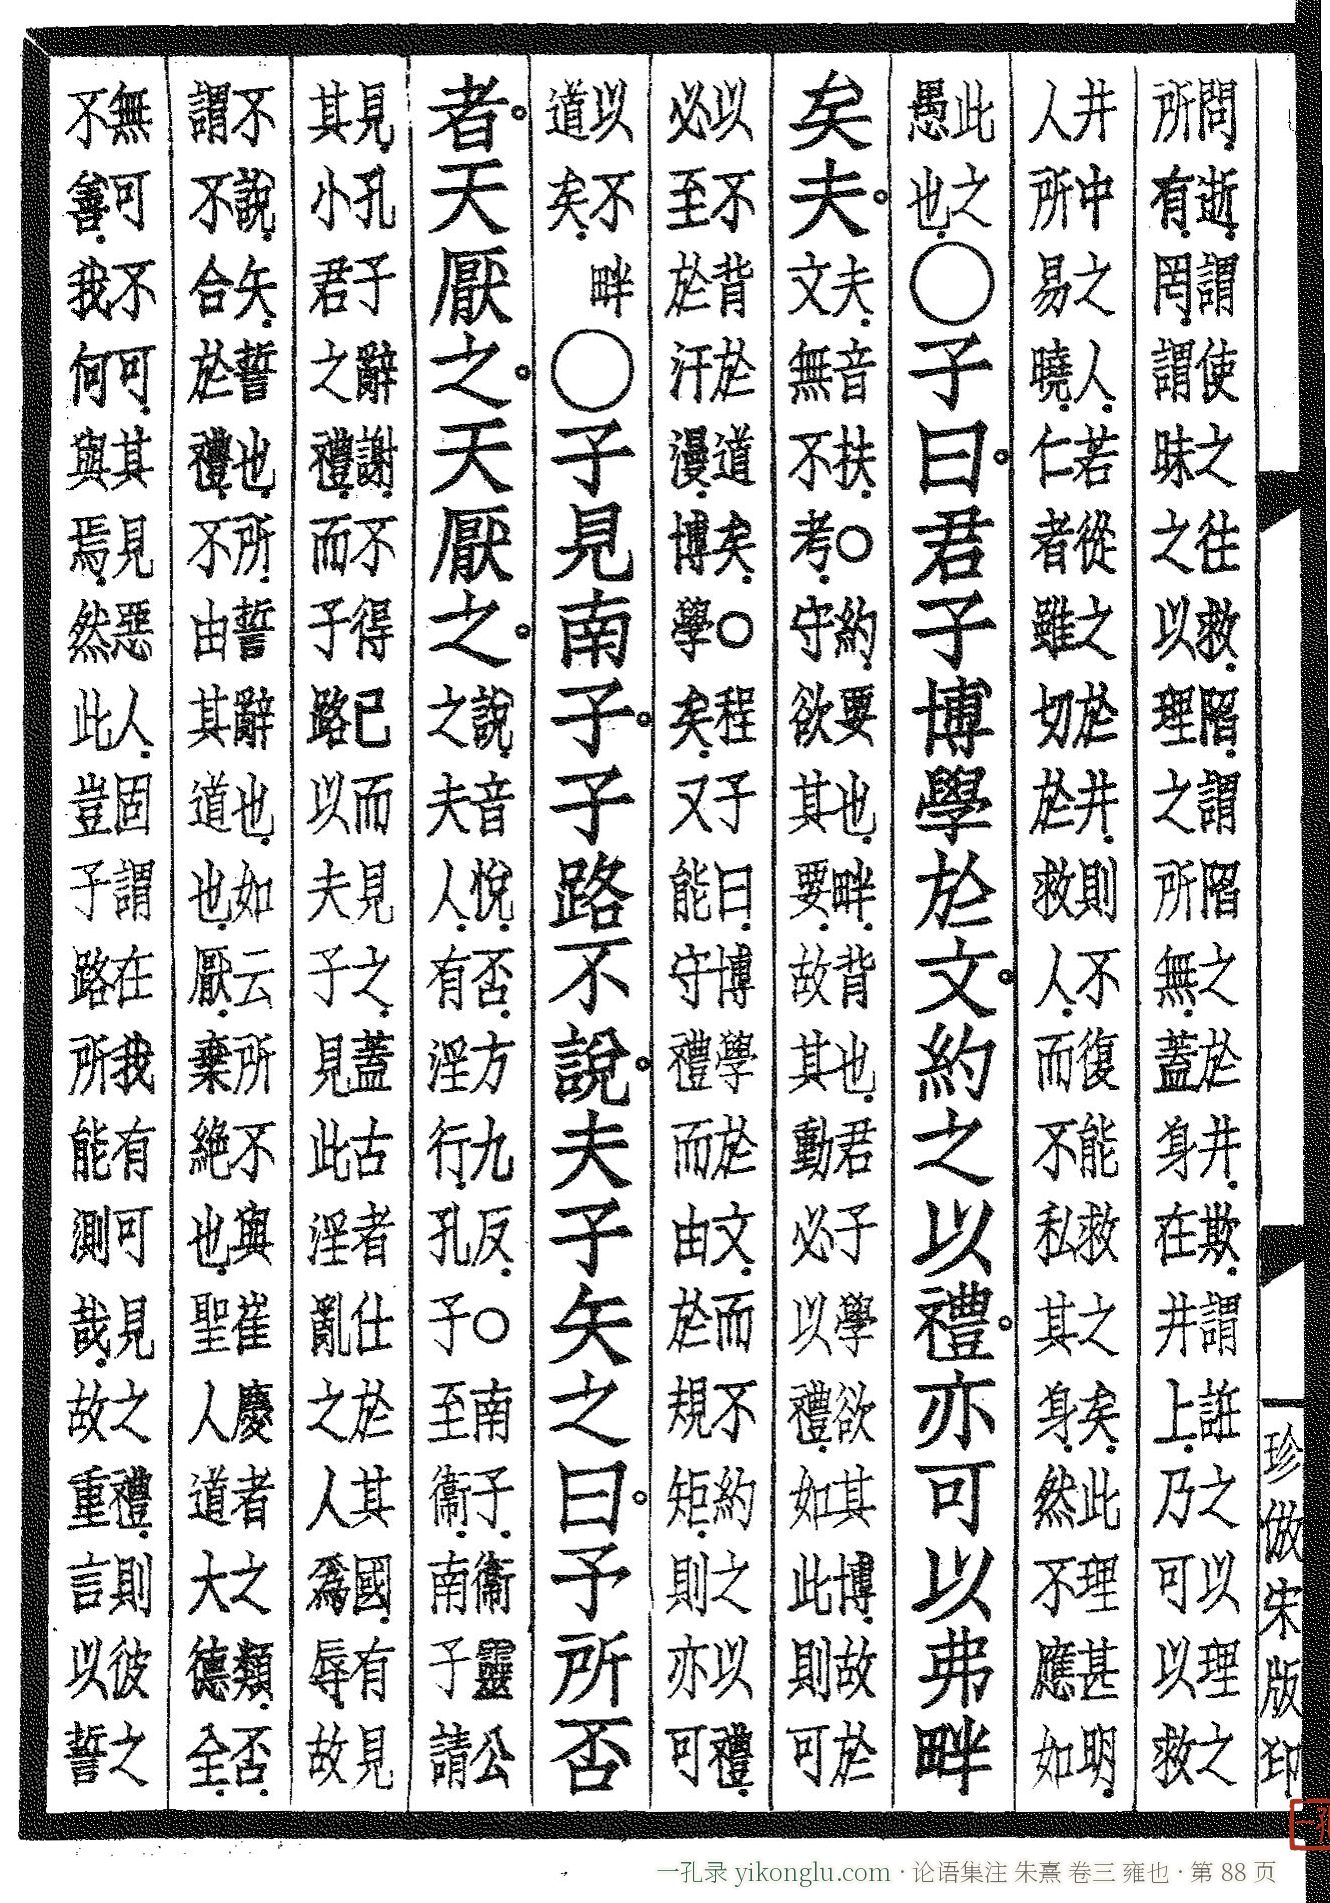 珍倣宋版印
問逝謂使之往救陷謂陷之於井欺謂誑之以理之
所有罔謂昧之以理之所無蓋身在井上乃可以救
井中之人若從之於井則不復能救之矣此理甚明
人所易曉仁者雖切於救人而不私其身然不應如
此之愚也○子曰君子博學於文約之以禮亦可以弗畔
矣夫夫音扶○約要也畔背也君子學欲其博故於
文無不考守欲其要故其動必以禮如此則可
以不背於道矣○程子曰博學於文而不約之以禮
必至於汗漫博學矣又能守禮而由於規矩則亦可
以不畔道矣○子見南子子路不說夫子矢之曰予所否
者天厭之天厭之說音悅否方九反○南子衞靈公
之夫人有淫行孔子至衞南子請
見孔子辭謝不得已而見之蓋古者仕於其國有見
其小君之禮而子路以夫子見此淫亂之人爲辱故
不說矢誓也所誓辭也如云所不與崔慶者之類否
謂不合於禮不由其道也厭棄絕也聖人道大德全
無可不可其見惡人固謂在我有可見之禮則彼之
不善我何與焉然此豈子路所能測哉故重言以誓
一孔录 yikonglu.com · 论语集注 朱熹 卷三 雍也 · 第 88 页